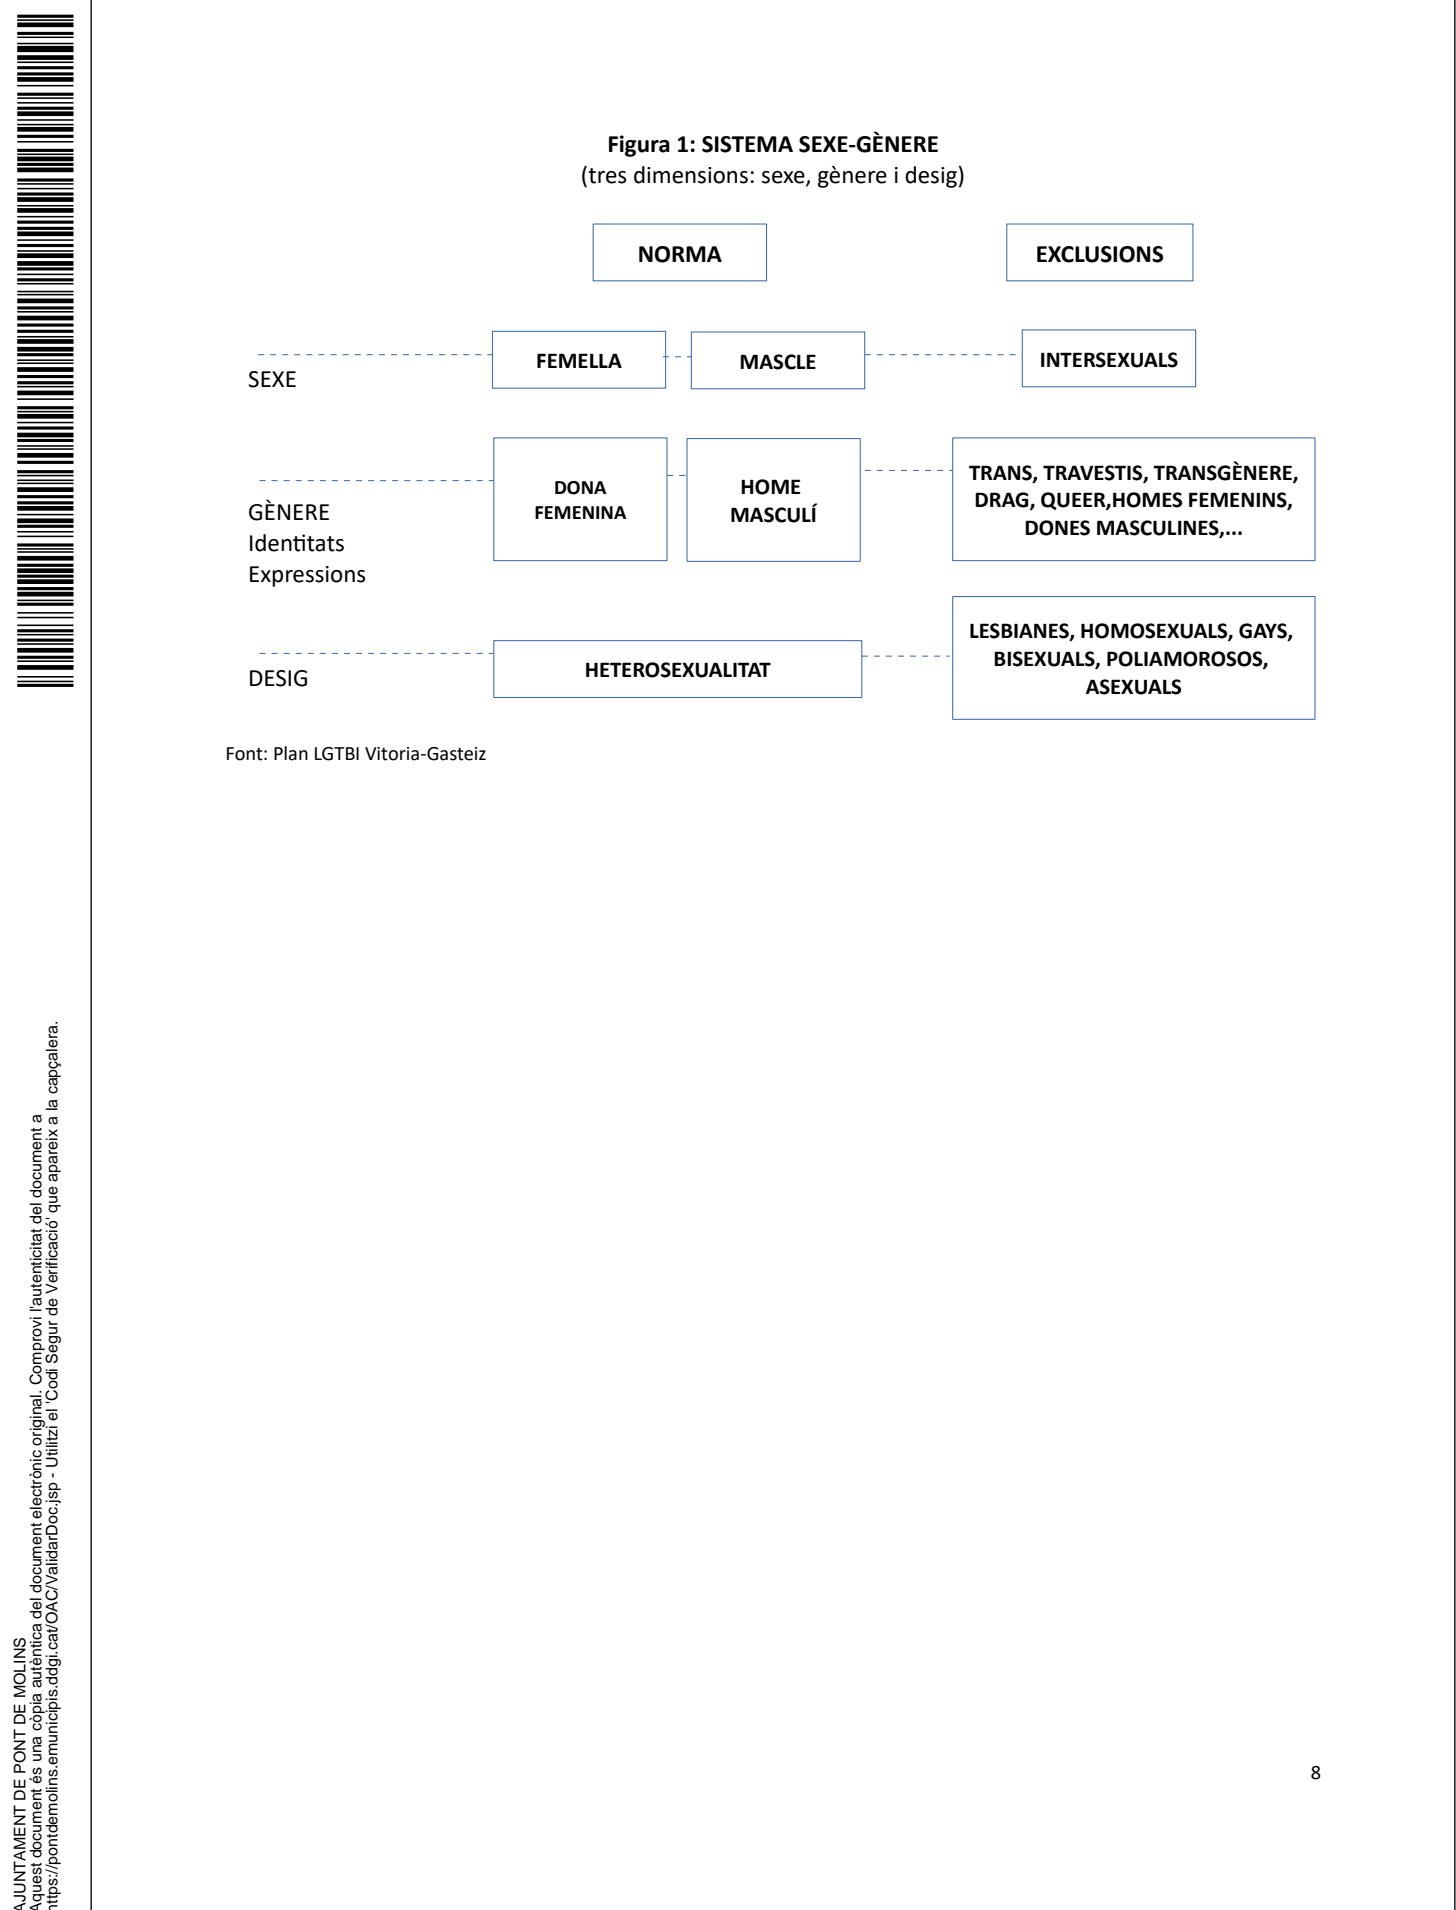 Figura 1: SISTEMA SEXE-GÈNERE
(tres dimensions: sexe, gènere i desig)
NORMA
EXCLUSIONS
SEXE
FEMELLA
MASCLE
INTERSEXUALS
GÈNERE
Identitats
Expressions
DONA
FEMENINA
HOME
MASCULÍ
TRANS, TRAVESTIS, TRANSGÈNERE,
DRAG, QUEER,HOMES FEMENINS,
DONES MASCULINES,...
DESIG
HETEROSEXUALITAT
LESBIANES, HOMOSEXUALS, GAYS,
BISEXUALS, POLIAMOROSOS,
ASEXUALS
Font: Plan LGTBI Vitoria-Gasteiz
8
AJUNTAMENT DE PONT DE MOLINS
Aquest document és una còpia autèntica del document electrònic original. Comprovi l'autenticitat del document a
https://pontdemolins.emunicipis.ddgi.cat/OAC/ValidarDoc.jsp - Utilitzi el 'Codi Segur de Verificació' que apareix a la capçalera.